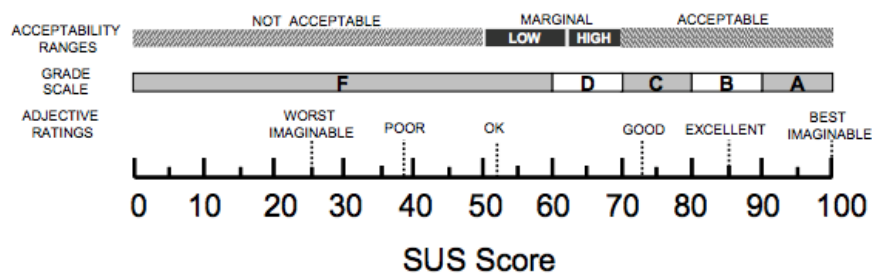 NOT ACCEPTABLE MARGINAL ACCEPTABLE
ACCEPTABILITY RANGES LOW HIGH
GRADE SCALE F D C B A
ADJECTIVE RATINGS WORST IMAGINABLE POOR OK GOOD EXCELLENT BEST IMAGINABLE
0 10 20 30 40 50 60 70 80 90 100
SUS Score